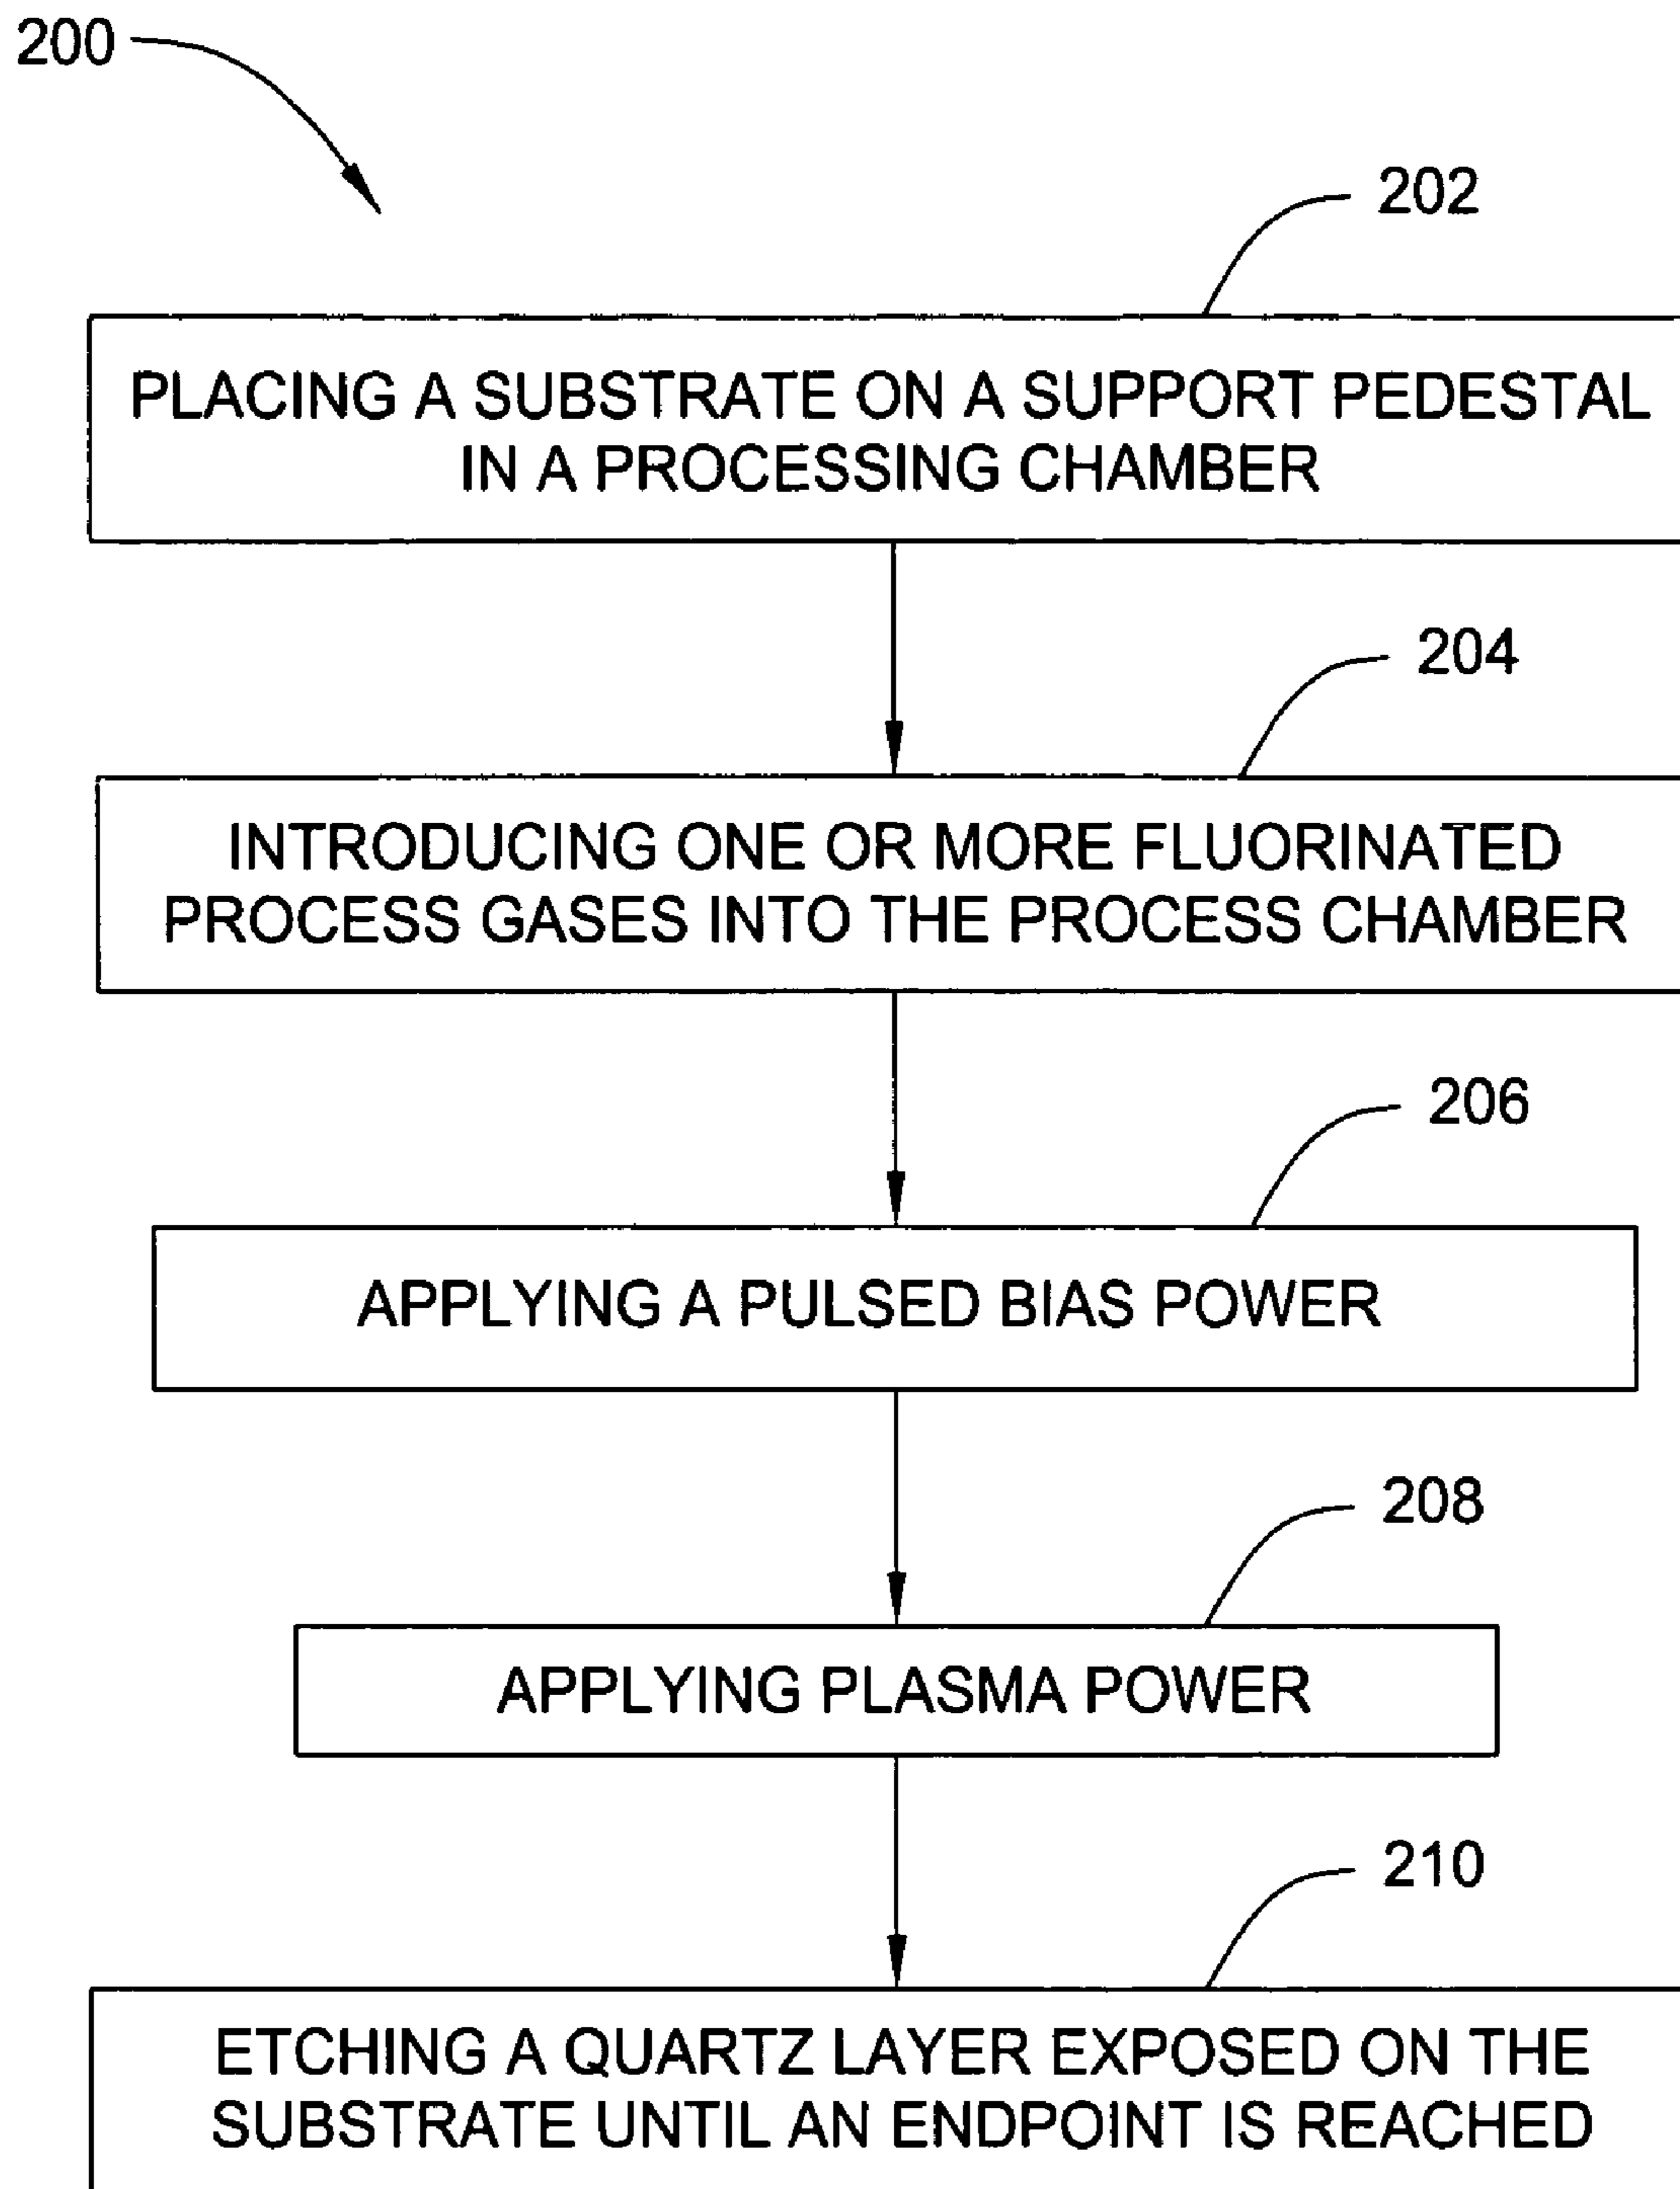 200
202
PLACING A SUBSTRATE ON A SUPPORT PEDESTAL
IN A PROCESSING CHAMBER
204
INTRODUCING ONE OR MORE FLUORINATED
PROCESS GASES INTO THE PROCESS CHAMBER
206
APPLYING A PULSED BIAS POWER
208
APPLYING PLASMA POWER
210
ETCHING A QUARTZ LAYER EXPOSED ON THE
SUBSTRATE UNTIL AN ENDPOINT IS REACHED